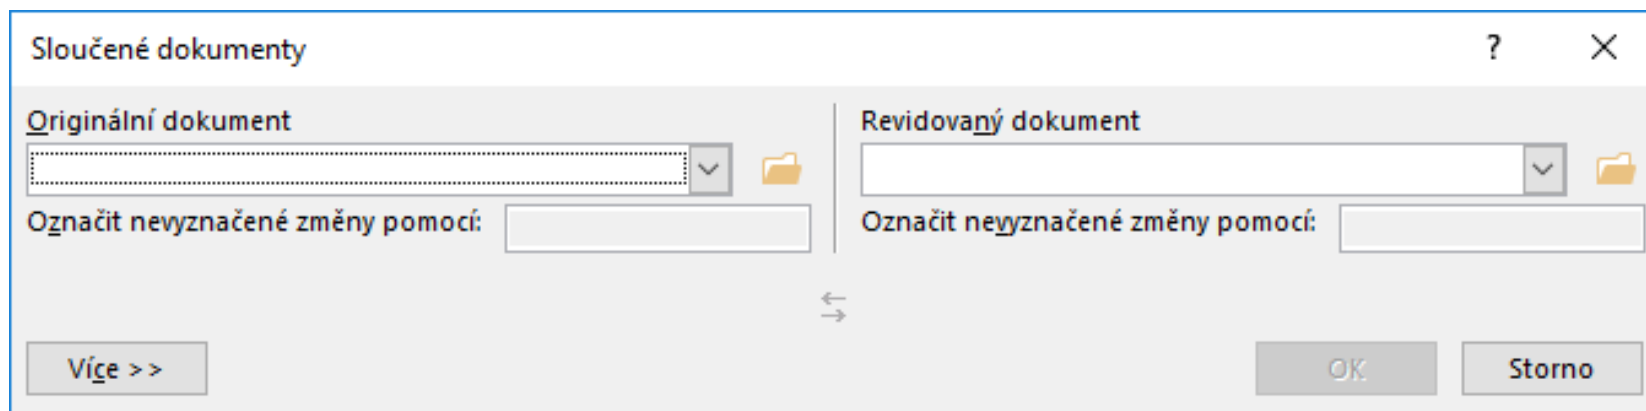 Sloučené dokumenty ?
Originální dokument
Revidovaný dokument
Označit nevyznačené změny pomocí:
Označit nevyznačené změny pomocí:
Více >>
OK
Storno